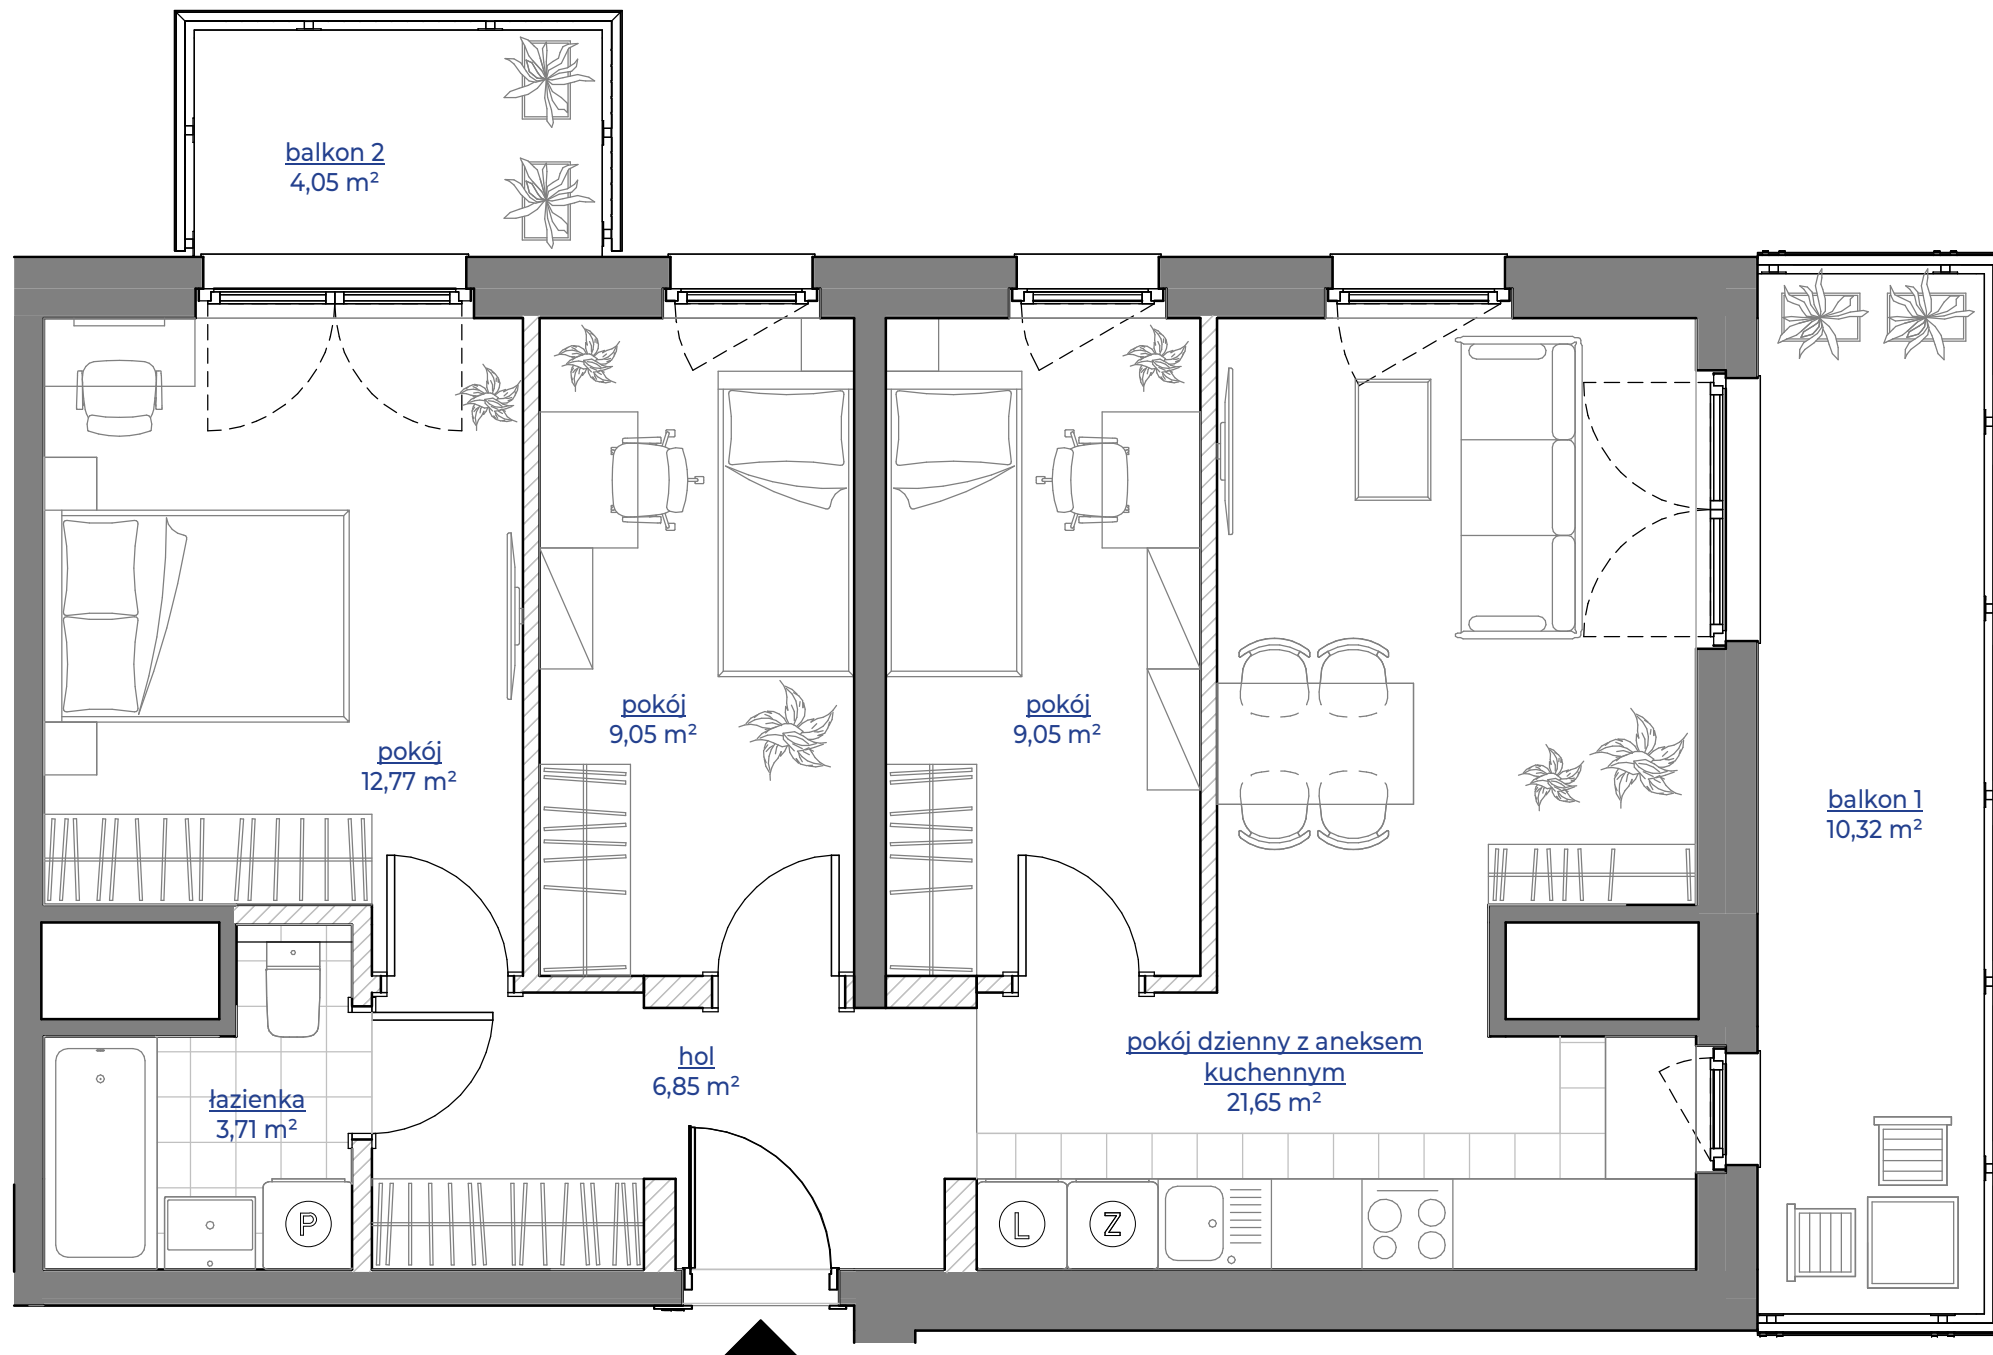 balkon 2
4,05 m²
pokój
12,77 m²
pokój
9,05 m²
pokój
9,05 m²
balkon 1
10,32 m²
pokój dzienny z aneksem
kuchennym
21,65 m²
hol
6,85 m²
łazienka
3,71 m²
P
L
Z